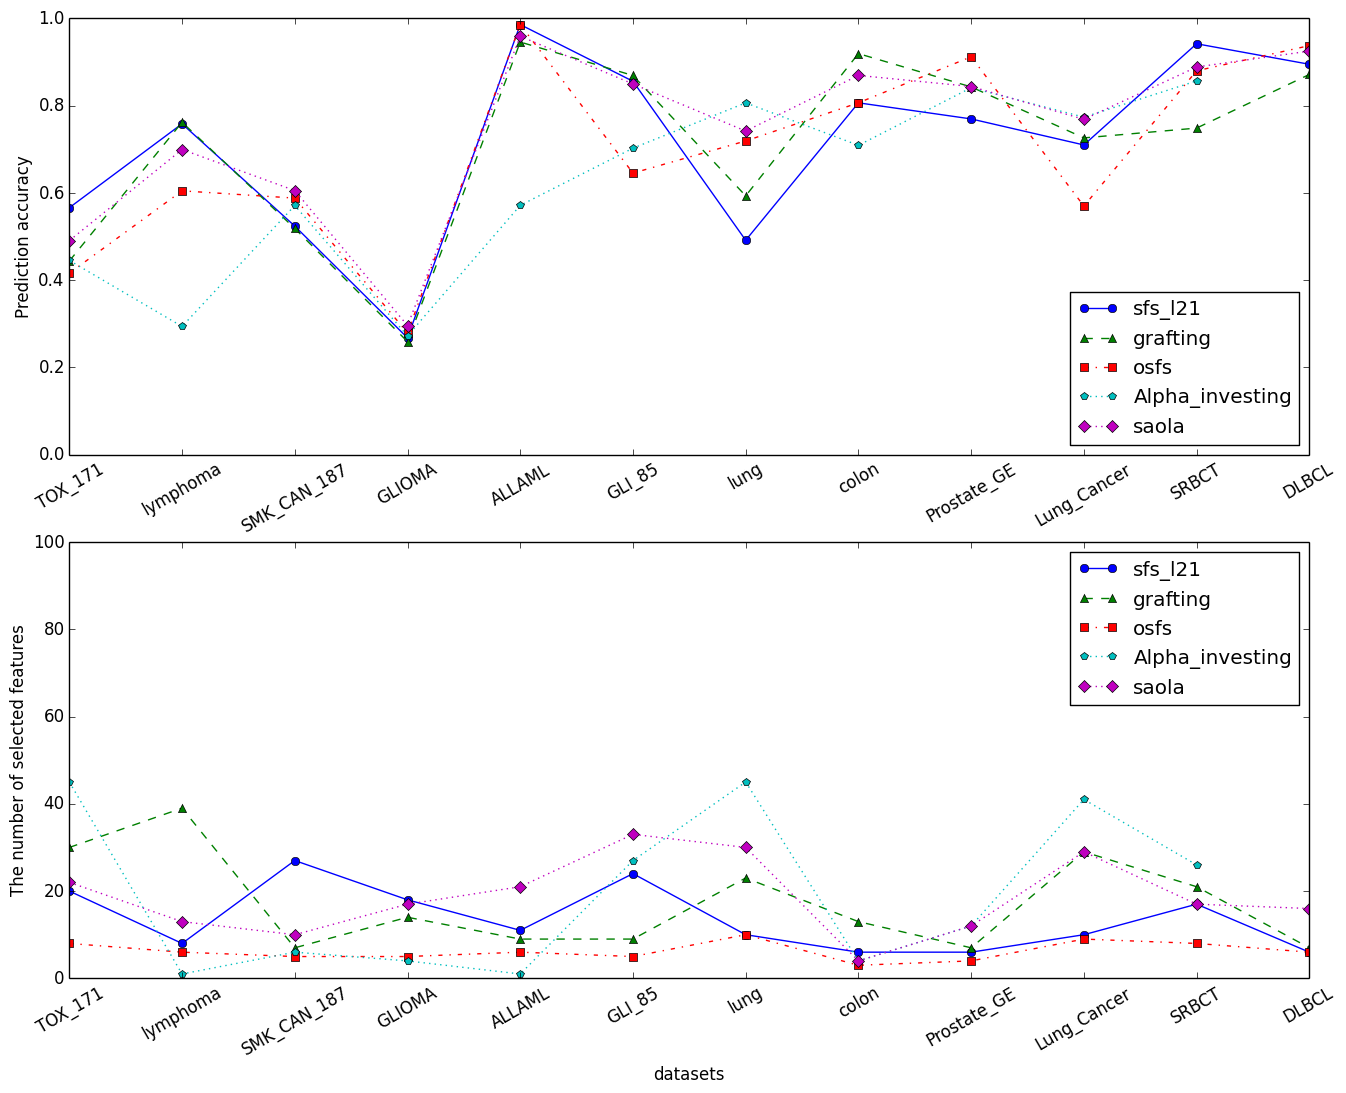 1.0
0.8
0.6
0.4
0.2
0.0
Prediction accuracy
sfs_l21
grafting
osfs
Alpha_investing
saola
TOX_171
lymphoma
SMK_CAN_187
GLIOMA
ALLAML
GLI_85
lung
colon
Prostate_GE
Lung_Cancer
SRBCT
DLBCL
100
80
60
40
20
0
The number of selected features
sfs_l21
grafting
osfs
Alpha_investing
saola
TOX_171
lymphoma
SMK_CAN_187
GLIOMA
ALLAML
GLI_85
lung
colon
Prostate_GE
Lung_Cancer
SRBCT
DLBCL
datasets